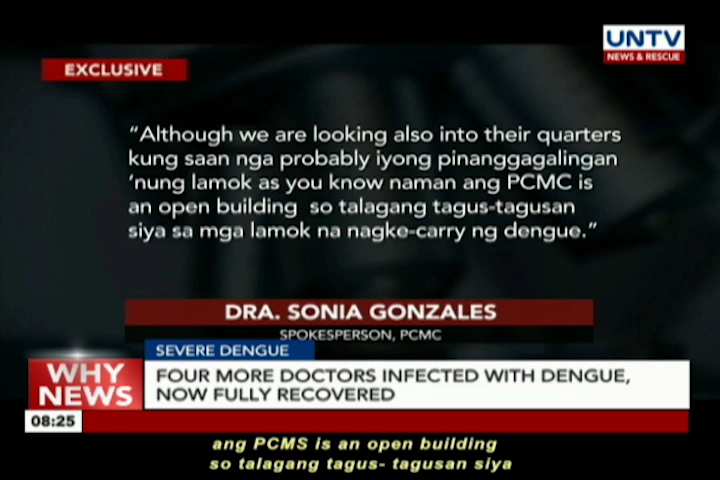 UNTV
NEWS & RESCUE
EXCLUSIVE
“Although we are looking also into their quarters
kung saan nga probably iyong pinanggagalingan
‘nung lamok as you know naman ang PCMC is
an open building so talagang tagus-tagusan
siya sa mga lamok na nagke-carry ng dengue.”
DRA. SONIA GONZALES
SPOKESPERSON, PCMC
SEVERE DENGUE
WHY
NEWS
FOUR MORE DOCTORS INFECTED WITH DENGUE,
NOW FULLY RECOVERED
08:25
ang PCMS is an open building
so talagang tagus- tagusan siya